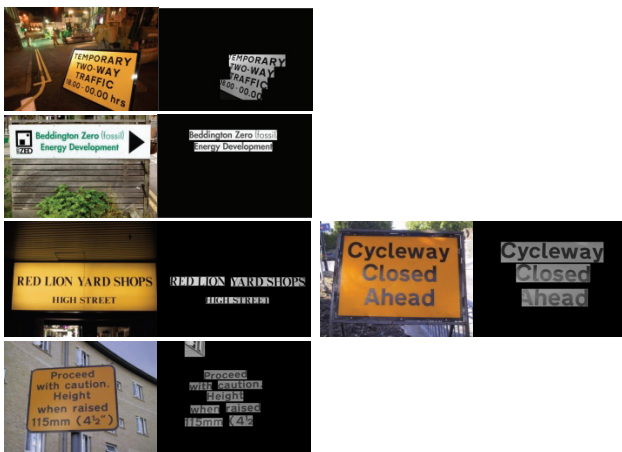 TEMPORARY
TWO-WAY
TRAFFIC
18.00 - 00.00 hrs
TEMPORARY
TWO-WAY
TRAFFIC
18.00 - 00.00
Beddington Zero (fossil)
Energy Development
ZED
Beddington Zero (fossil)
Energy Development
RED LION YARD SHOPS
HIGH STREET
RED LION YARD SHOPS
HIGH STREET
Cycleway
Closed
Ahead
Cycleway
Closed
Ahead
Proceed
with caution.
Height
when raised
115mm (4½")
Proceed
with caution.
Height
when raised
115mm (4½